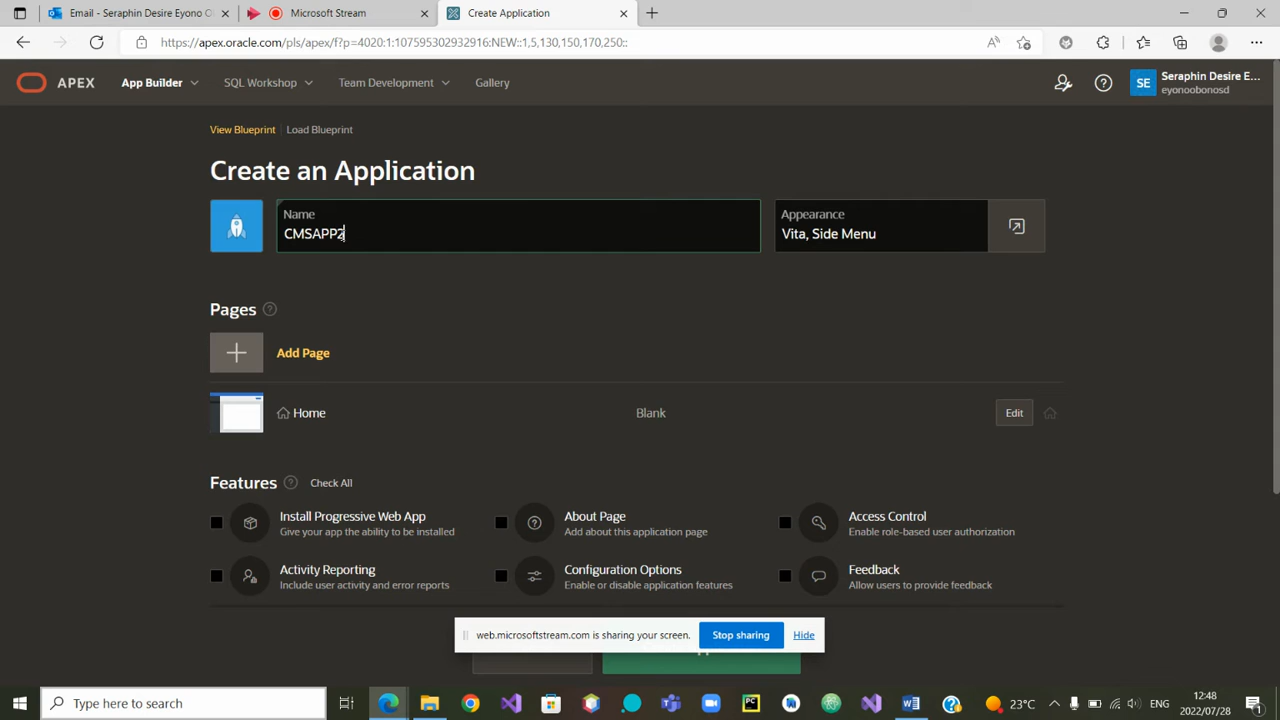 Email - Seraphin Desire Eyono O
Microsoft Stream
Create Application
https://apex.oracle.com/pls/apex/f?p=4020:1:107595302932916:NEW::1,5,130,150,170,250::
APEX
App Builder
SQL Workshop
Team Development
Gallery
SE
Seraphin Desire E...
eyonoobonosd
View Blueprint
Load Blueprint
Create an Application
Name
CMSAPP2
Appearance
Vita, Side Menu
Pages
Add Page
Home
Blank
Edit
Features
Check All
Install Progressive Web App
Give your app the ability to be installed
About Page
Add about this application page
Access Control
Enable role-based user authorization
Activity Reporting
Include user activity and error reports
Configuration Options
Enable or disable application features
Feedback
Allow users to provide feedback
web.microsoftstream.com is sharing your screen.
Stop sharing
Hide
Type here to search
PC
23°C
ENG
12:48
2022/07/28